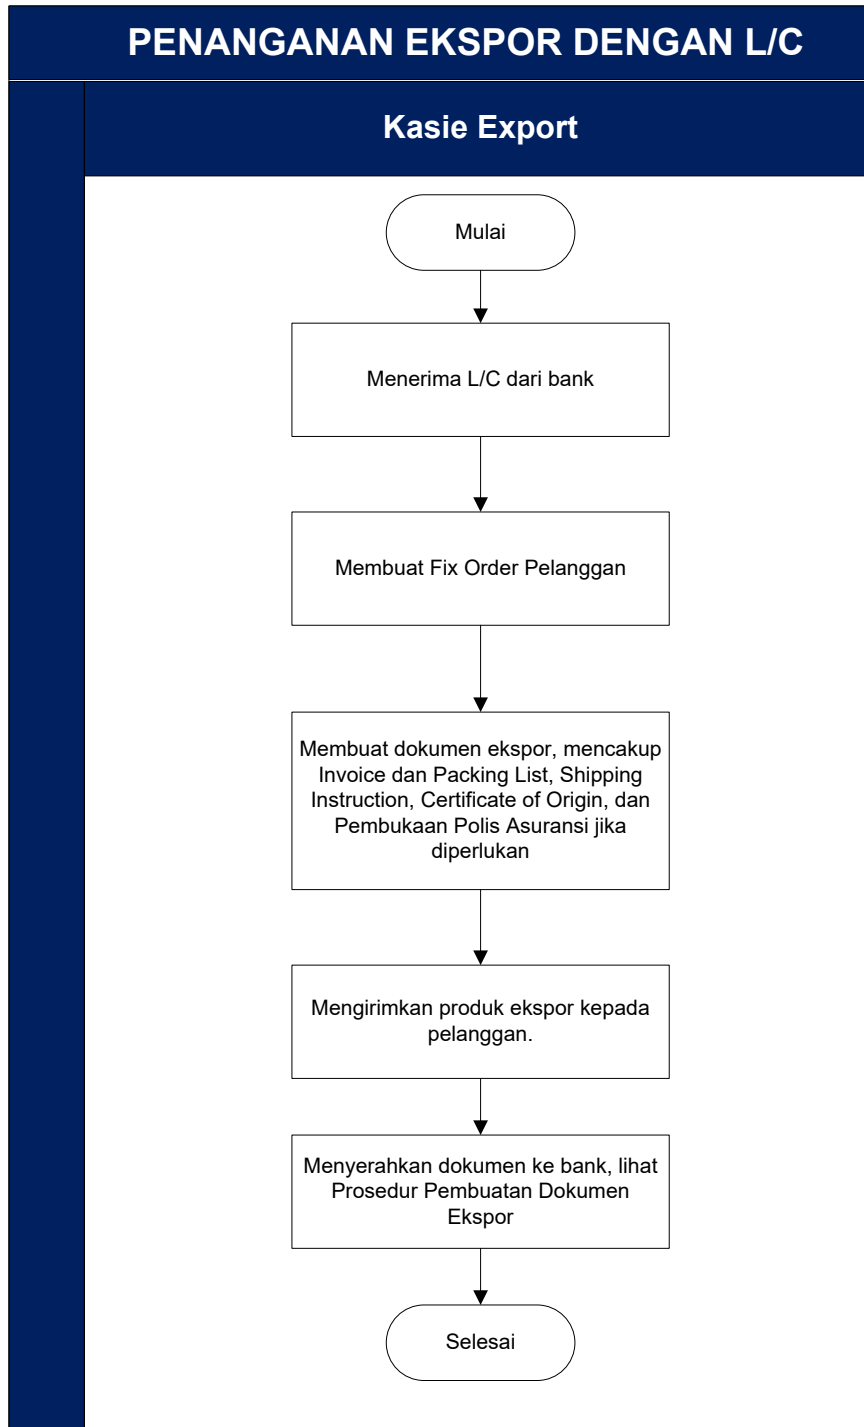 PENANGANAN EKSPOR DENGAN L/C
Kasie Export
Mulai
Menerima L/C dari bank
Membuat Fix Order Pelanggan
Membuat dokumen ekspor, mencakup
Invoice dan Packing List, Shipping
Instruction, Certificate of Origin, dan
Pembukaan Polis Asuransi jika
diperlukan
Mengirimkan produk ekspor kepada
pelanggan.
Menyerahkan dokumen ke bank, lihat
Prosedur Pembuatan Dokumen
Ekspor
Selesai